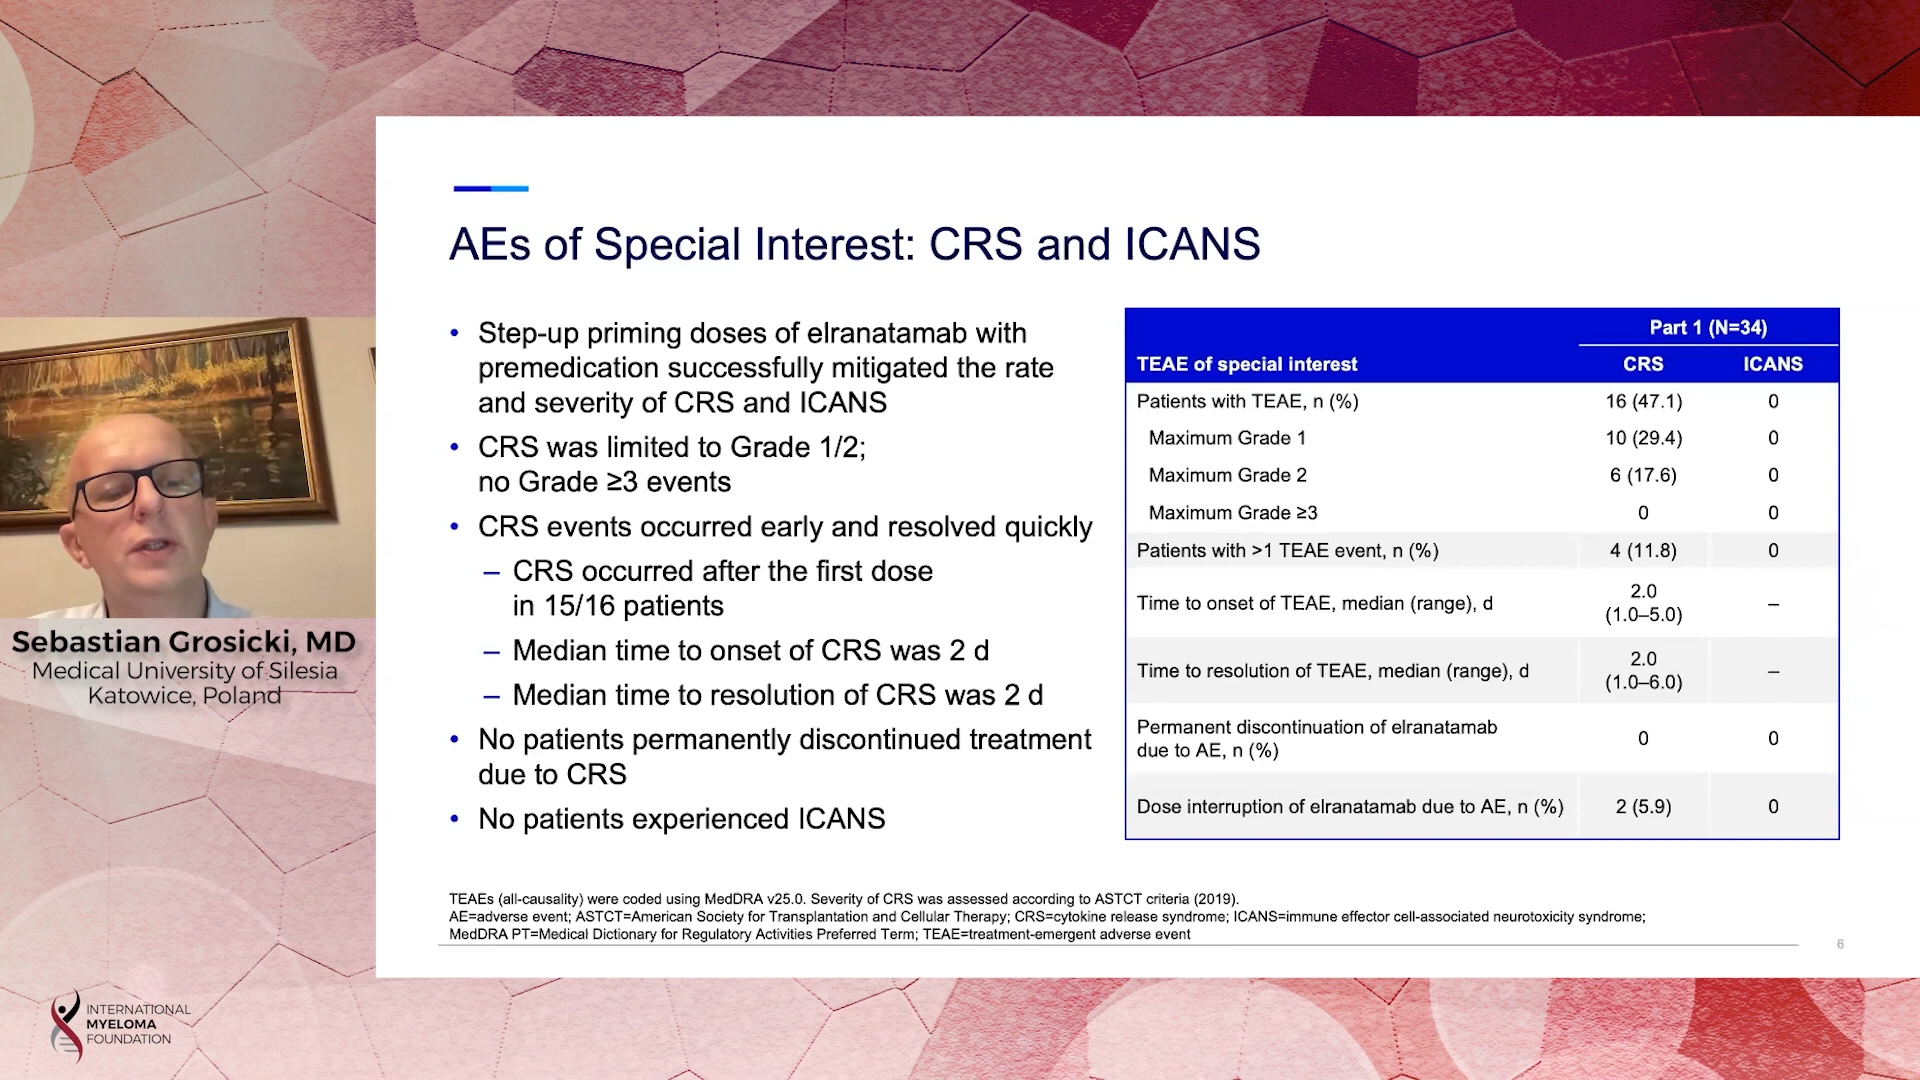 AEs of Special Interest: CRS and ICANS
• Step-up priming doses of elranatamab with
premedication successfully mitigated the rate
and severity of CRS and ICANS
• CRS was limited to Grade 1/2;
no Grade ≥3 events
• CRS events occurred early and resolved quickly
– CRS occurred after the first dose
in 15/16 patients
– Median time to onset of CRS was 2 d
– Median time to resolution of CRS was 2 d
• No patients permanently discontinued treatment
due to CRS
• No patients experienced ICANS
Part 1 (N=34)
TEAE of special interest CRS ICANS
Patients with TEAE, n (%) 16 (47.1) 0
Maximum Grade 1 10 (29.4) 0
Maximum Grade 2 6 (17.6) 0
Maximum Grade ≥3 0 0
Patients with >1 TEAE event, n (%) 4 (11.8) 0
Time to onset of TEAE, median (range), d 2.0 (1.0–5.0) –
Time to resolution of TEAE, median (range), d 2.0 (1.0–6.0) –
Permanent discontinuation of elranatamab
due to AE, n (%) 0 0
Dose interruption of elranatamab due to AE, n (%) 2 (5.9) 0
TEAEs (all-causality) were coded using MedDRA v25.0. Severity of CRS was assessed according to ASTCT criteria (2019).
AE=adverse event; ASTCT=American Society for Transplantation and Cellular Therapy; CRS=cytokine release syndrome; ICANS=immune effector cell-associated neurotoxicity syndrome;
MedDRA PT=Medical Dictionary for Regulatory Activities Preferred Term; TEAE=treatment-emergent adverse event
6
Sebastian Grosicki, MD
Medical University of Silesia
Katowice, Poland
INTERNATIONAL
MYELOMA
FOUNDATION